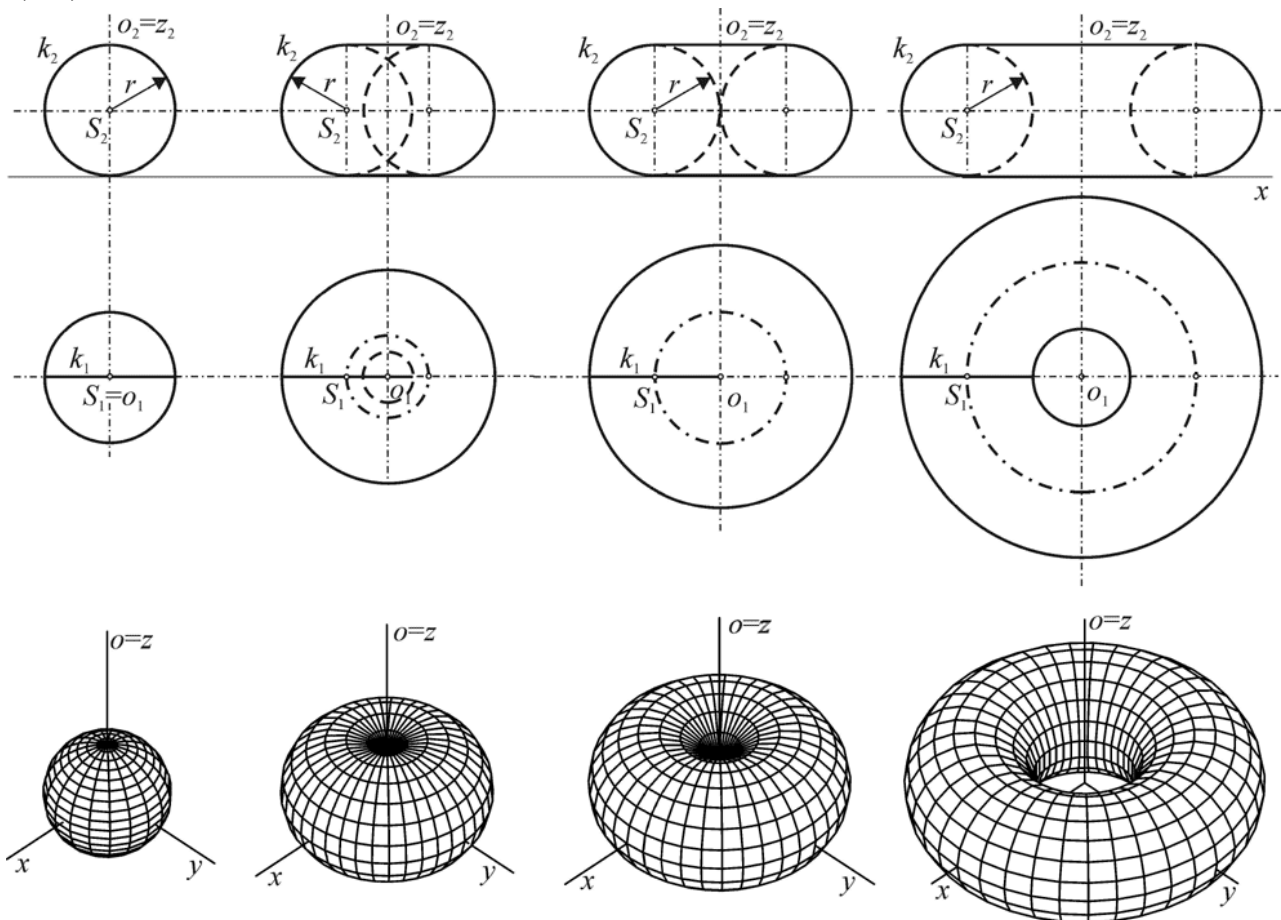 o₂=z₂ o₂=z₂ o₂=z₂ o₂=z₂
k₂ k₂ k₂ k₂
r r r r
S₂ S₂ S₂ S₂
x
k₁ k₁ k₁ k₁
S₁=o₁ S₁ o₁ S₁ o₁ S₁ o₁
o=z o=z o=z o=z
x y x y x y x y